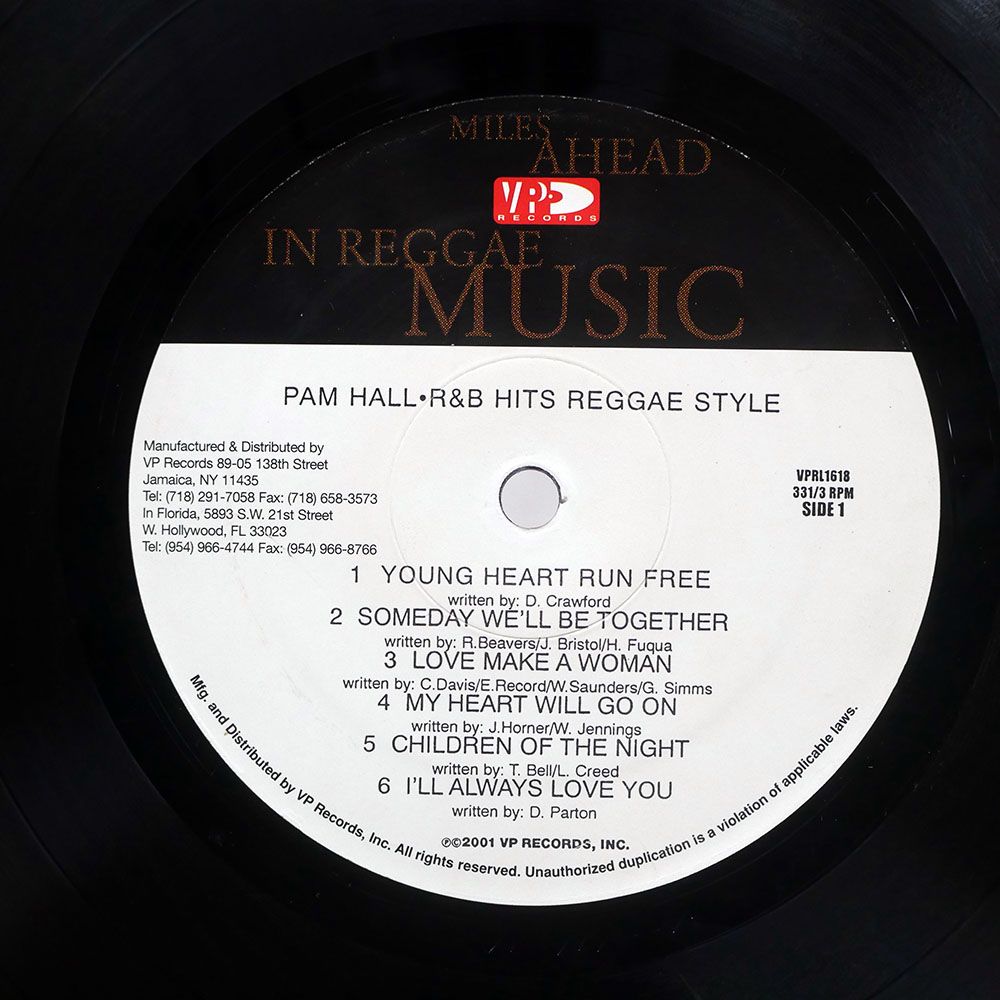 MILES
AHEAD
VP
RECORDS
IN REGGAE
MUSIC
PAM HALL•R&B HITS REGGAE STYLE
Manufactured & Distributed by
VP Records 89-05 138th Street
Jamaica, NY 11435
Tel: (718) 291-7058 Fax: (718) 658-3573
In Florida, 5893 S.W. 21st Street
W. Hollywood, FL 33023
Tel: (954) 966-4744 Fax: (954) 966-8766
VPRL1618
331/3 RPM
SIDE 1
1 YOUNG HEART RUN FREE
written by: D. Crawford
2 SOMEDAY WE'LL BE TOGETHER
written by: R.Beavers/J. Bristol/H. Fuqua
3 LOVE MAKE A WOMAN
written by: C.Davis/E.Record/W.Saunders/G. Simms
4 MY HEART WILL GO ON
written by: J.Horner/W. Jennings
5 CHILDREN OF THE NIGHT
written by: T. Bell/L. Creed
6 I'LL ALWAYS LOVE YOU
written by: D. Parton
℗©2001 VP RECORDS, INC.
Mfg. and Distributed by VP Records, Inc. All rights reserved. Unauthorized duplication is a violation of applicable laws.